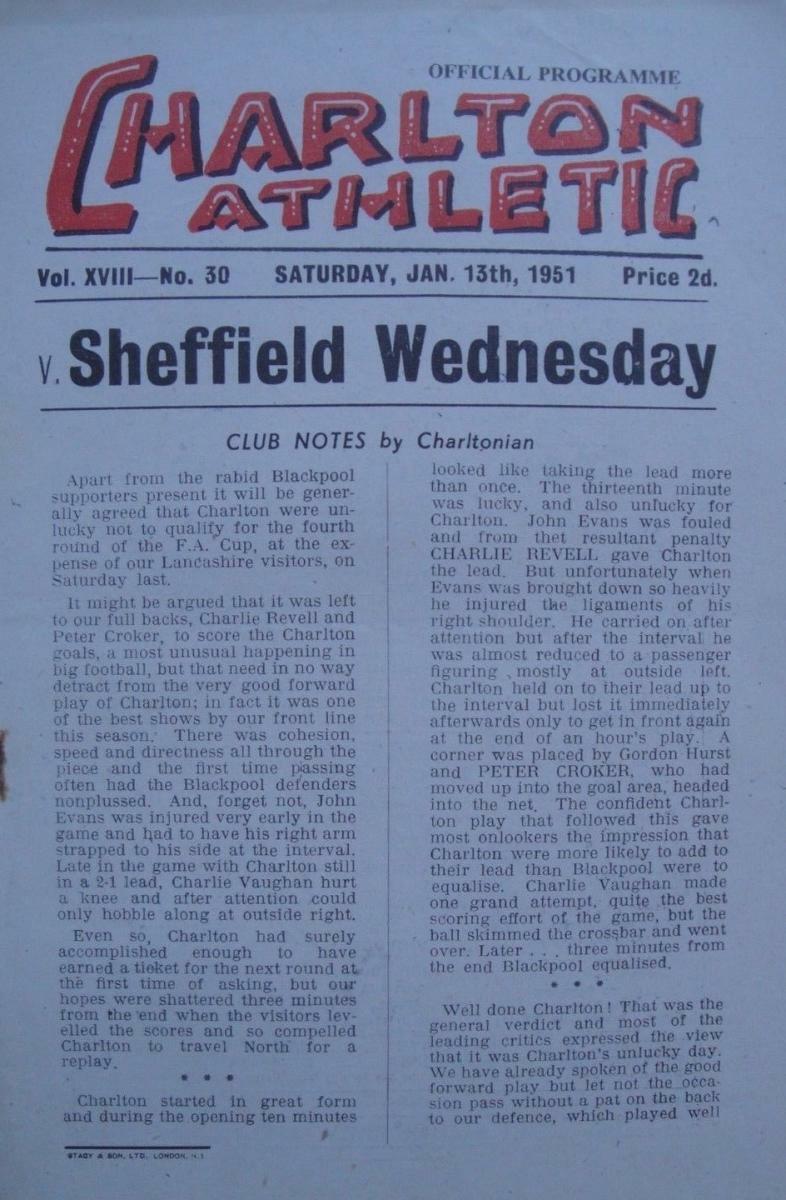 OFFICIAL PROGRAMME
CHARLTON
ATHLETIC
Vol. XVIII—No. 30 SATURDAY, JAN. 13th, 1951 Price 2d.
v. Sheffield Wednesday
CLUB NOTES by Charltonian
Apart from the rabid Blackpool
supporters present it will be gener-
ally agreed that Charlton were un-
lucky not to qualify for the fourth
round of the F.A. Cup, at the ex-
pense of our Lancashire visitors, on
Saturday last.
It might be argued that it was left
to our full backs, Charlie Revell and
Peter Croker, to score the Charlton
goals, a most unusual happening in
big football, but that need in no way
detract from the very good forward
play of Charlton; in fact it was one
of the best shows by our front line
this season. There was cohesion,
speed and directness all through the
piece and the first time passing
often had the Blackpool defenders
nonplussed. And, forget not, John
Evans was injured very early in the
game and had to have his right arm
strapped to his side at the interval.
Late in the game with Charlton still
in a 2-1 lead, Charlie Vaughan hurt
a knee and after attention could
only hobble along at outside right.
Even so, Charlton had surely
accomplished enough to have
earned a ticket for the next round at
the first time of asking, but our
hopes were shattered three minutes
from the end when the visitors lev-
elled the scores and so compelled
Charlton to travel North for a
replay.
* * *
Charlton started in great form
and during the opening ten minutes
looked like taking the lead more
than once. The thirteenth minute
was lucky, and also unlucky for
Charlton. John Evans was fouled
and from thet resultant penalty
CHARLIE REVELL gave Charlton
the lead. But unfortunately when
Evans was brought down so heavily
he injured the ligaments of his
right shoulder. He carried on after
attention but after the interval he
was almost reduced to a passenger
figuring mostly at outside left.
Charlton held on to their lead up to
the interval but lost it immediately
afterwards only to get in front again
at the end of an hour's play. A
corner was placed by Gordon Hurst
and PETER CROKER, who had
moved up into the goal area, headed
into the net. The confident Charl-
ton play that followed this gave
most onlookers the impression that
Charlton were more likely to add to
their lead than Blackpool were to
equalise. Charlie Vaughan made
one grand attempt, quite the best
scoring effort of the game, but the
ball skimmed the crossbar and went
over. Later . . . three minutes from
the end Blackpool equalised.
* * *
Well done Charlton! That was the
general verdict and most of the
leading critics expressed the view
that it was Charlton's unlucky day.
We have already spoken of the good
forward play but let not the occa-
sion pass without a pat on the back
to our defence, which played well
STACY & SON, LTD., LONDON, N.1